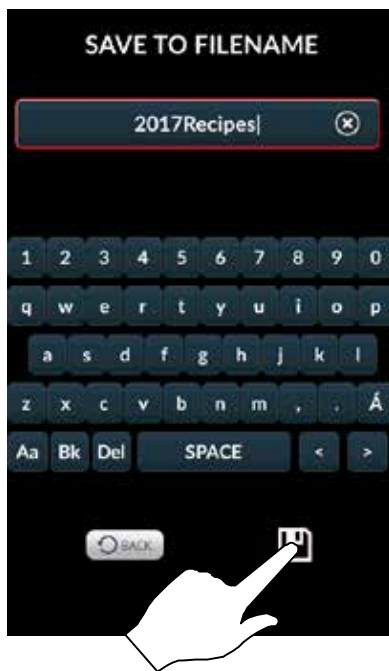 SAVE TO FILENAME
2017Recipes
1 2 3 4 5 6 7 8 9 0
q w e r t y u i o p
a s d f g h j k l
z x c v b n m , . Á
Aa Bk Del SPACE < >
BACK